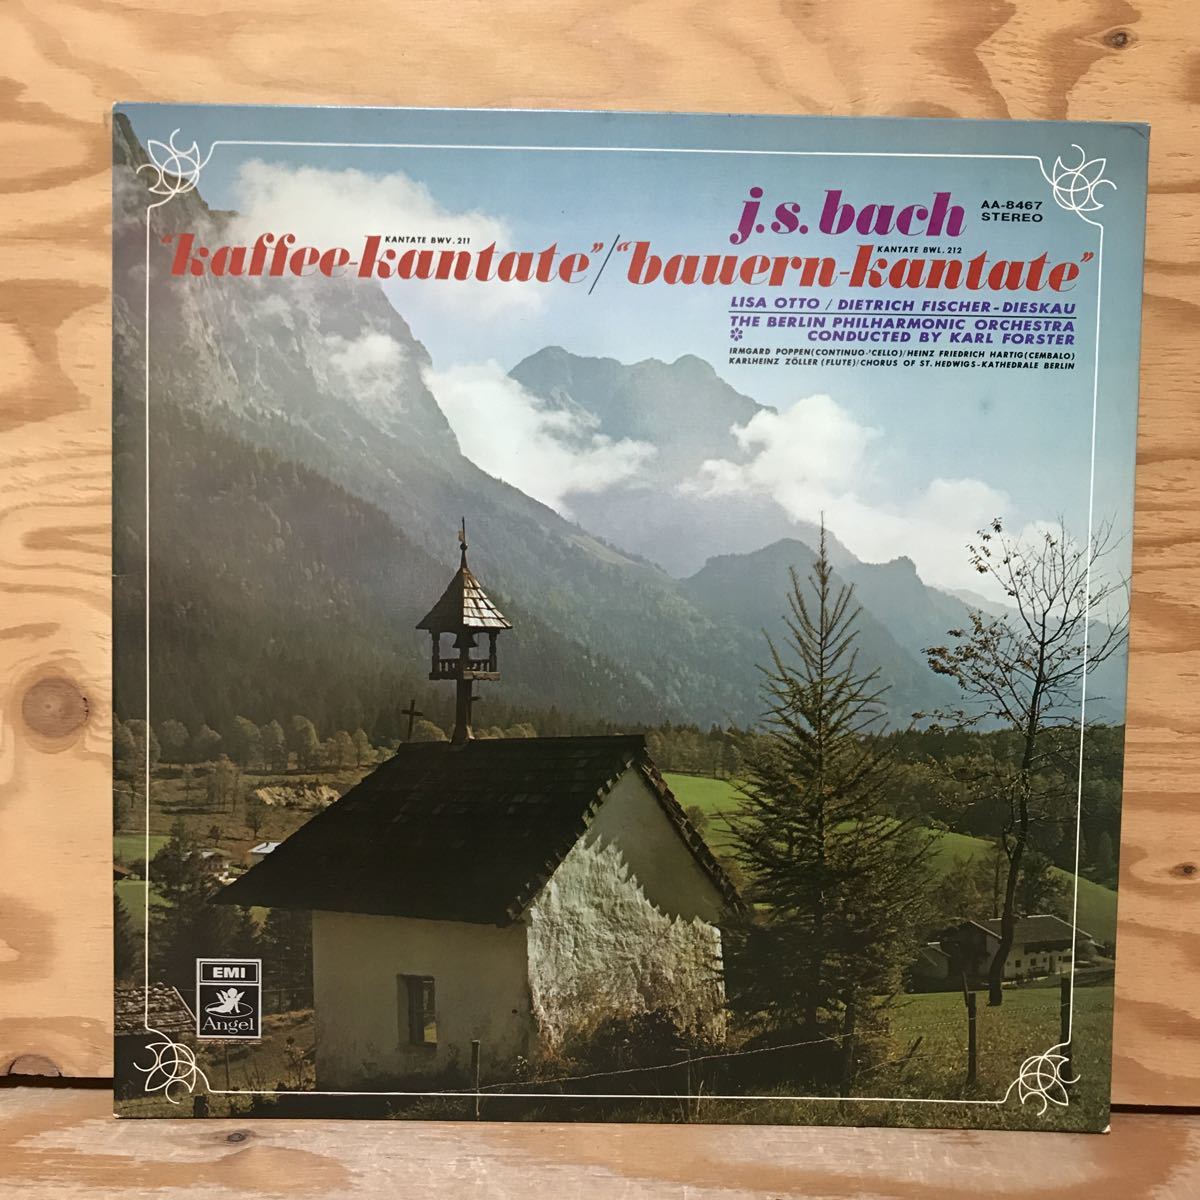 j.s. bach
AA-8467
STEREO
KANTATE BWV. 211
KANTATE BWL. 212
"kaffee-kantate"/"bauern-kantate"
LISA OTTO / DIETRICH FISCHER-DIESKAU
THE BERLIN PHILHARMONIC ORCHESTRA
CONDUCTED BY KARL FORSTER
IRMGARD POPPEN(CONTINUO-'CELLO)/HEINZ FRIEDRICH HARTIG(CEMBALO)
KARLHEINZ ZÖLLER (FLUTE)/CHORUS OF ST. HEDWIGS-KATHEDRALE BERLIN
EMI
Angel